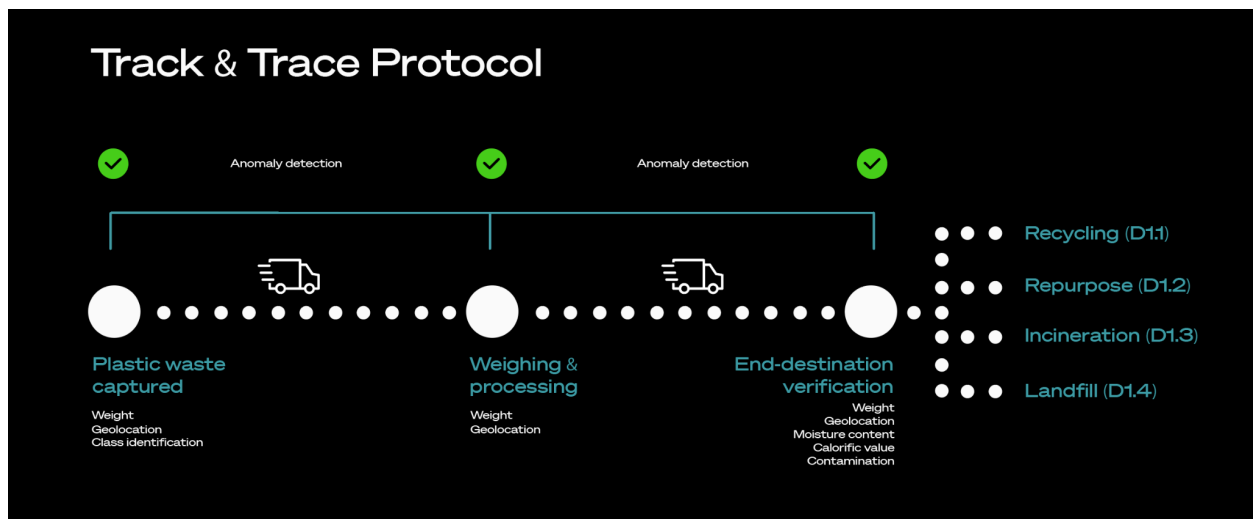 Track & Trace Protocol
Anomaly detection
Anomaly detection
Plastic waste
captured
Weight
Geolocation
Class identification
Weighing &
processing
Weight
Geolocation
End-destination
verification
Weight
Geolocation
Moisture content
Calorific value
Contamination
Recycling (D1.1)
Repurpose (D1.2)
Incineration (D1.3)
Landfill (D1.4)